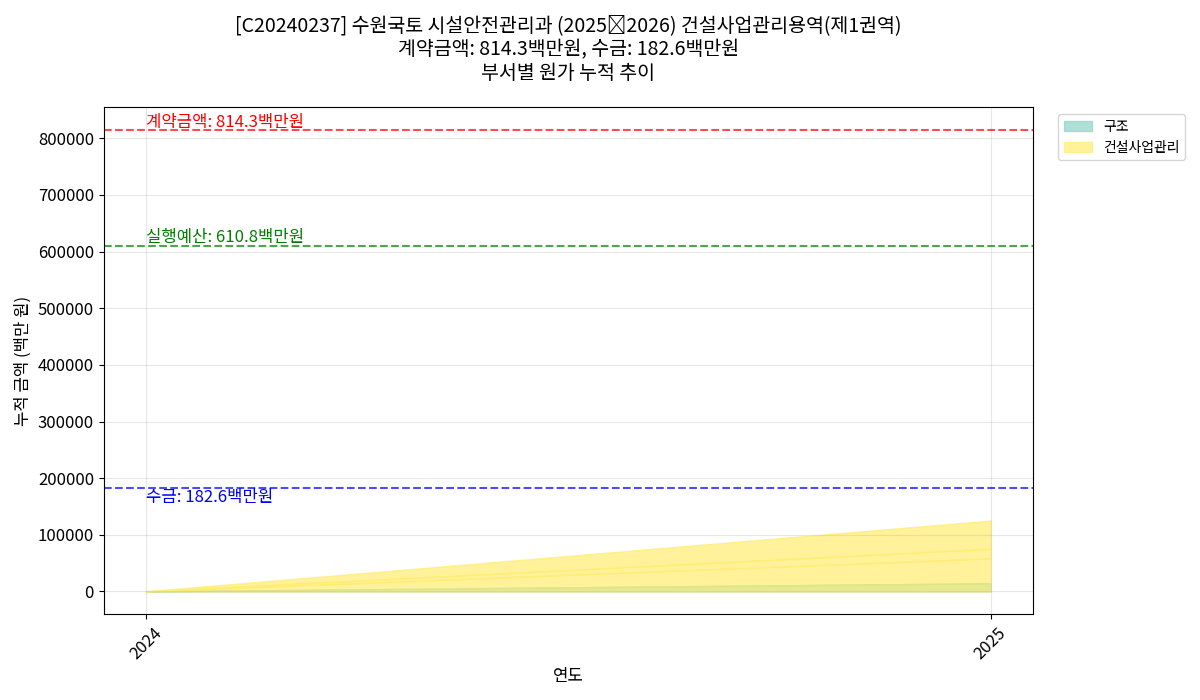 [C20240237] 수원국토 시설안전관리과 (2025☒2026) 건설사업관리용역(제1권역)
계약금액: 814.3백만원, 수금: 182.6백만원
부서별 원가 누적 추이
계약금액: 814.3백만원
실행예산: 610.8백만원
수금: 182.6백만원
구조
건설사업관리
누적 금액 (백만 원)
800000
700000
600000
500000
400000
300000
200000
100000
0
2024
2025
연도